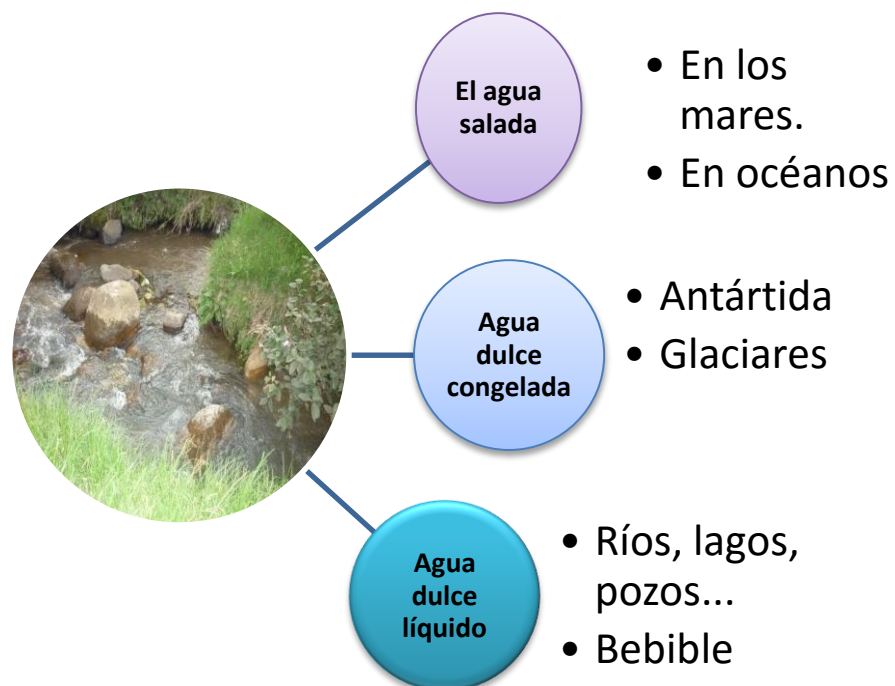 El agua
salada
• En los
mares.
• En océanos
Agua
dulce
congelada
• Antártida
• Glaciares
Agua
dulce
líquido
• Ríos, lagos,
pozos...
• Bebible